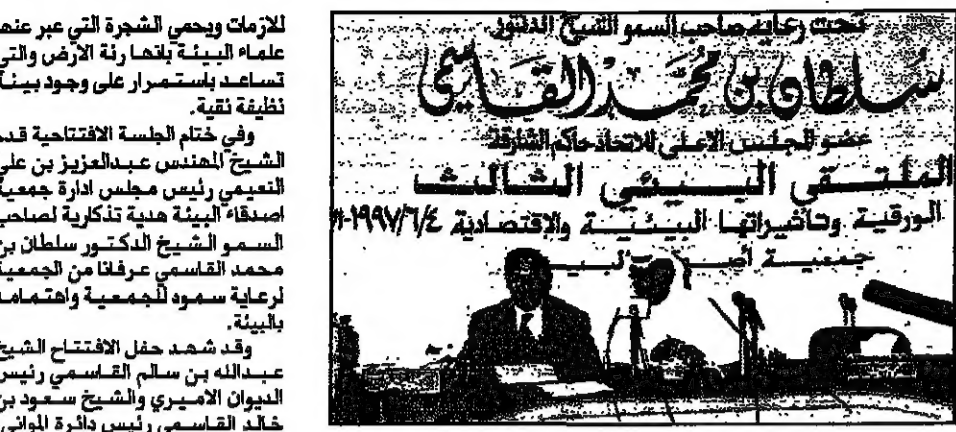 للازمات ويحمي الشجرة التي عبر عنها
علماء البيئة بانها رئة الارض والتي
تساعد باستمرار على وجود بيئة
نظيفة نقية.
وفي ختام الجلسة الافتتاحية قدم
الشيخ المهندس عبدالعزيز بن علي
النعيمي رئيس مجلس ادارة جمعية
اصدقاء البيئة هدية تذكارية لصاحب
السمو الشيخ الدكتور سلطان بن
محمد القاسمي عرفانا من الجمعية
لرعاية سموه للجمعية واهتمامه
بالبيئة.
وقد شهد حفل الافتتاح الشيخ
عبدالله بن سالم القاسمي رئيس
الديوان الاميري والشيخ سعود بن
خالد القاسمي رئيس دائرة الموانئ
تحت رعاية صاحب السمو الشيخ الدكتور
سلطان بن محمد القاسمي
عضو المجلس الاعلى للاتحاد حاكم الشارقة
الملتقى البيئي الثالث
الورقية وتأثيراتها البيئية والاقتصادية ١٩٩٧/٦/٤
جمعية